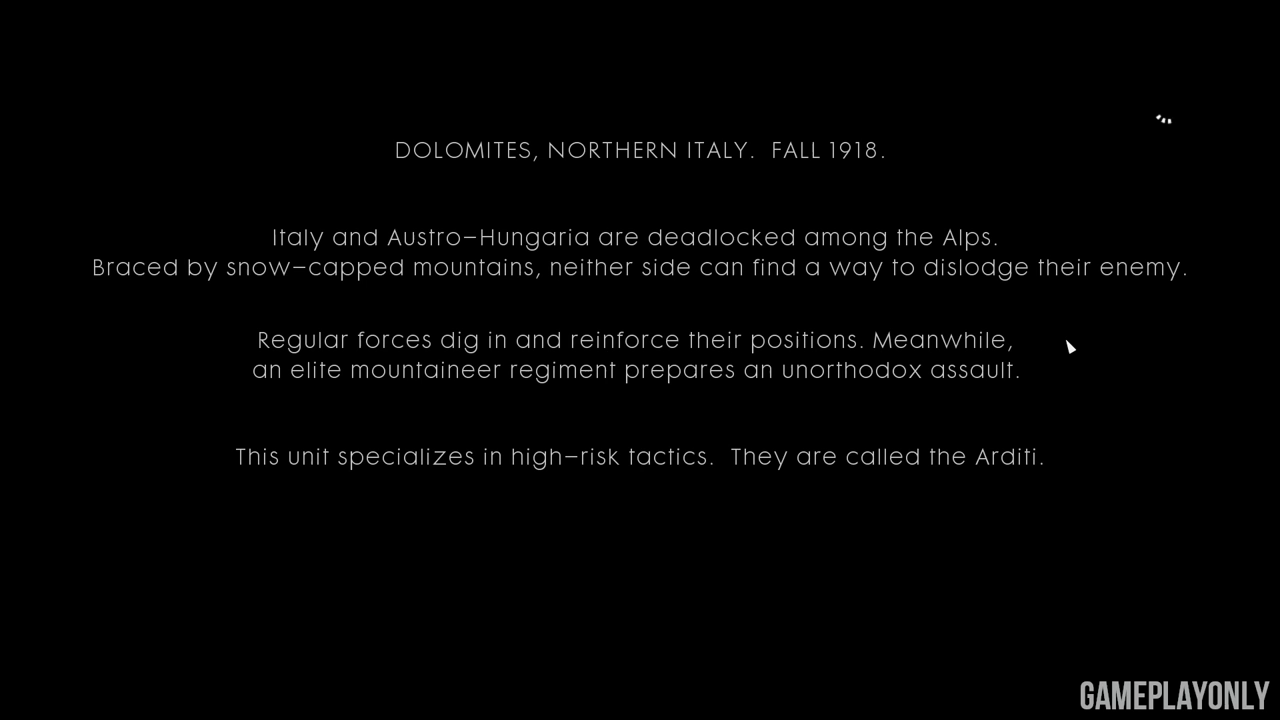 DOLOMITES, NORTHERN ITALY.  FALL 1918.
Italy and Austro-Hungaria are deadlocked among the Alps.
Braced by snow-capped mountains, neither side can find a way to dislodge their enemy.
Regular forces dig in and reinforce their positions. Meanwhile,
an elite mountaineer regiment prepares an unorthodox assault.
This unit specializes in high-risk tactics.  They are called the Arditi.
GAMEPLAYONLY